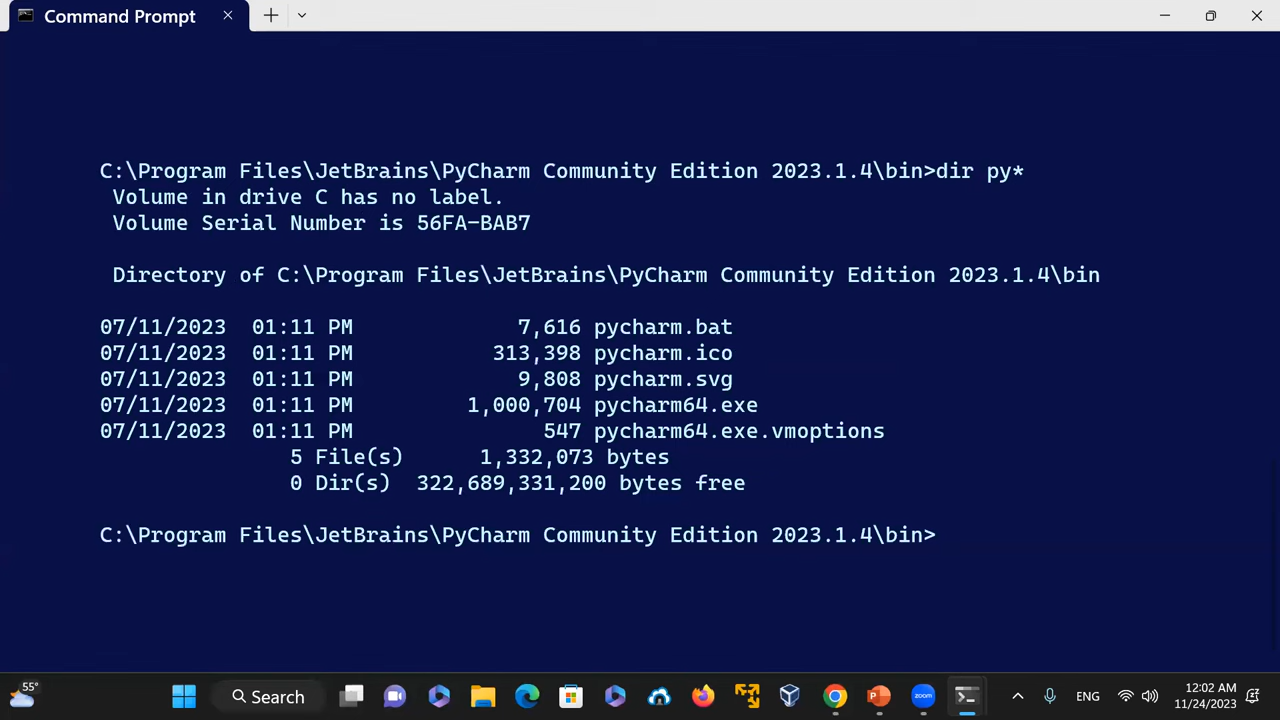 Command Prompt
C:\Program Files\JetBrains\PyCharm Community Edition 2023.1.4\bin>dir py*
Volume in drive C has no label.
Volume Serial Number is 56FA-BAB7
Directory of C:\Program Files\JetBrains\PyCharm Community Edition 2023.1.4\bin
07/11/2023  01:11 PM             7,616 pycharm.bat
07/11/2023  01:11 PM           313,398 pycharm.ico
07/11/2023  01:11 PM             9,808 pycharm.svg
07/11/2023  01:11 PM         1,000,704 pycharm64.exe
07/11/2023  01:11 PM               547 pycharm64.exe.vmoptions
5 File(s)      1,332,073 bytes
0 Dir(s)  322,689,331,200 bytes free
C:\Program Files\JetBrains\PyCharm Community Edition 2023.1.4\bin>
55°
Search
zoom
ENG
12:02 AM
11/24/2023